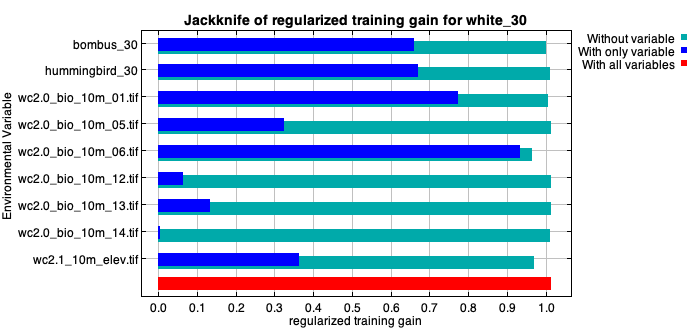 Jackknife of regularized training gain for white_30
Without variable
With only variable
With all variables
Environmental Variable
bombus_30
hummingbird_30
wc2.0_bio_10m_01.tif
wc2.0_bio_10m_05.tif
wc2.0_bio_10m_06.tif
wc2.0_bio_10m_12.tif
wc2.0_bio_10m_13.tif
wc2.0_bio_10m_14.tif
wc2.1_10m_elev.tif
0.0 0.1 0.2 0.3 0.4 0.5 0.6 0.7 0.8 0.9 1.0
regularized training gain